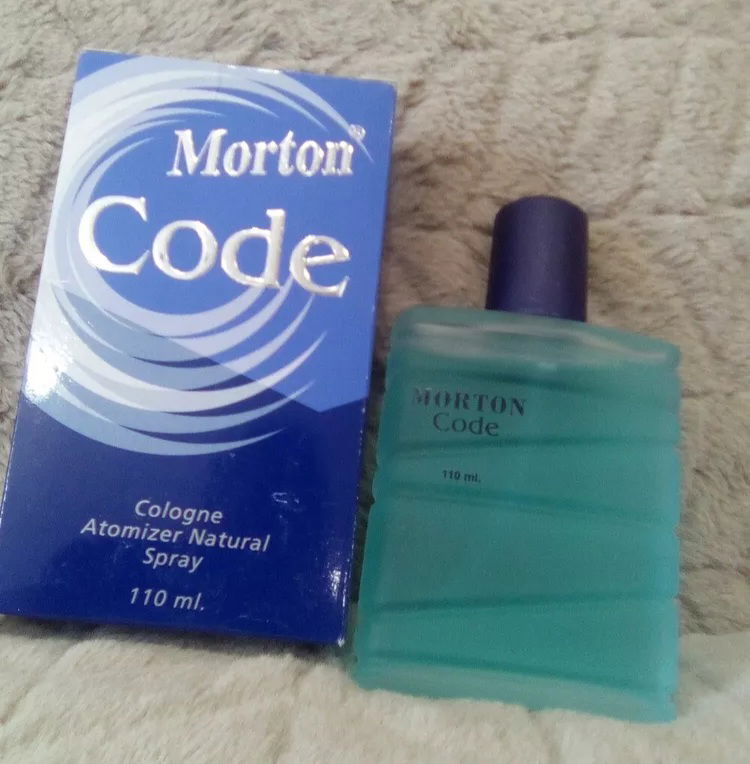 Morton®
Code
Cologne
Atomizer Natural
Spray
110 ml.
MORTON
Code
110 ml.